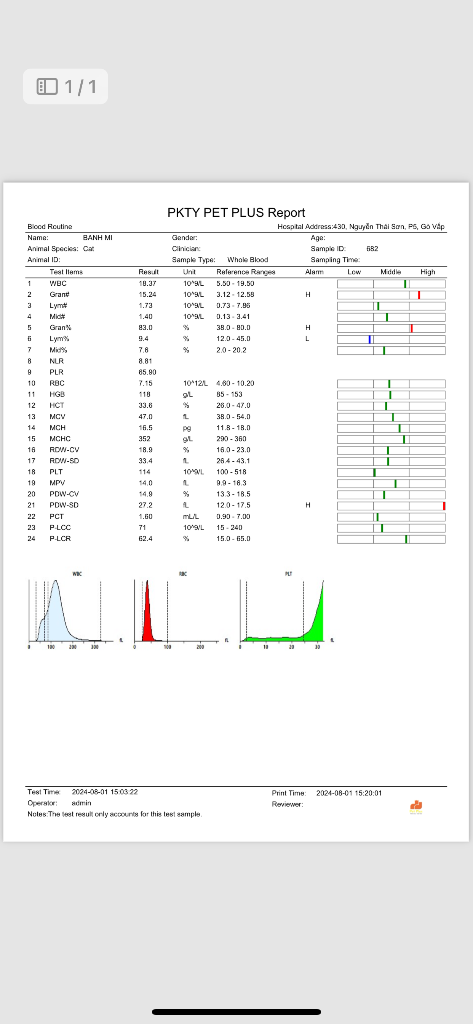 1/1
PKTY PET PLUS Report
Blood Routine Hospital Address:430, Nguyễn Thái Sơn, P5, Gò Vấp
Name: BANH MI Gender: Age:
Animal Species: Cat Clinician: Sample ID: 682
Animal ID: Sample Type: Whole Blood Sampling Time:
Test Items Result Unit Reference Ranges Alarm Low Middle High
1 WBC 18.37 10^9/L 5.50 - 19.50
2 Gran# 15.24 10^9/L 3.12 - 12.58 H
3 Lym# 1.73 10^9/L 0.73 - 7.86
4 Mid# 1.40 10^9/L 0.13 - 3.41
5 Gran% 83.0 % 38.0 - 80.0 H
6 Lym% 9.4 % 12.0 - 45.0 L
7 Mid% 7.6 % 2.0 - 20.2
8 NLR 8.81
9 PLR 65.90
10 RBC 7.15 10^12/L 4.60 - 10.20
11 HGB 118 g/L 85 - 153
12 HCT 33.6 % 26.0 - 47.0
13 MCV 47.0 fL 38.0 - 54.0
14 MCH 16.5 pg 11.8 - 18.0
15 MCHC 352 g/L 290 - 360
16 RDW-CV 18.9 % 16.0 - 23.0
17 RDW-SD 33.4 fL 26.4 - 43.1
18 PLT 114 10^9/L 100 - 518
19 MPV 14.0 fL 9.9 - 16.3
20 PDW-CV 14.9 % 13.3 - 18.5
21 PDW-SD 27.2 fL 12.0 - 17.5 H
22 PCT 1.60 mL/L 0.90 - 7.00
23 P-LCC 71 10^9/L 15 - 240
24 P-LCR 62.4 % 15.0 - 65.0
WBC RBC PLT
0 100 200 300 fL 0 100 200 fL 0 10 20 30 fL
Test Time: 2024-08-01 15:03:22 Print Time: 2024-08-01 15:20:01
Operator: admin Reviewer:
Notes:The test result only accounts for this test sample.